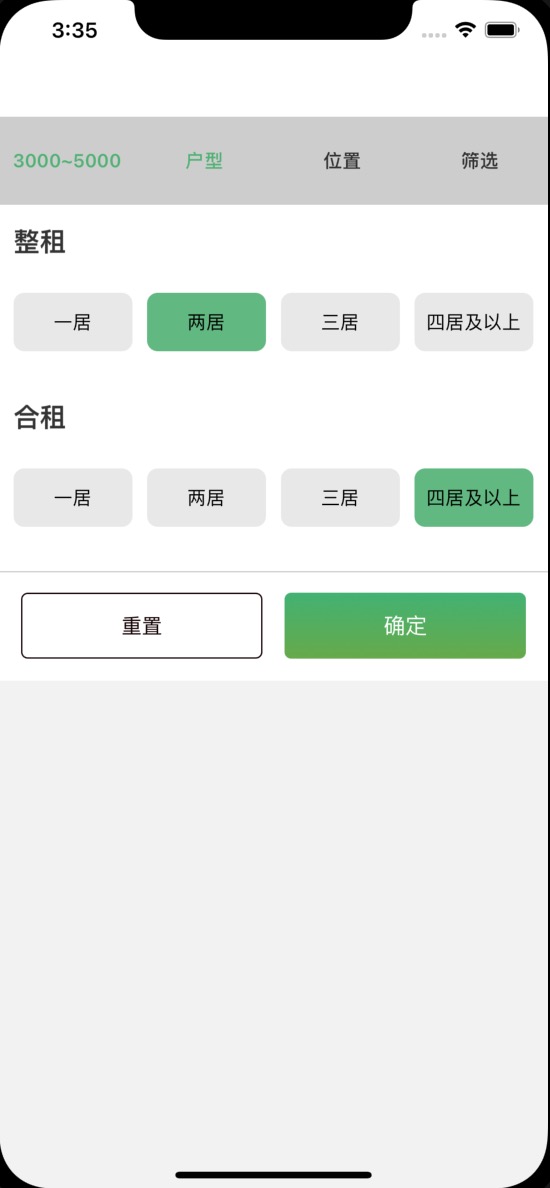 3:35
3000~5000 户型 位置 筛选
整租
一居 两居 三居 四居及以上
合租
一居 两居 三居 四居及以上
重置 确定